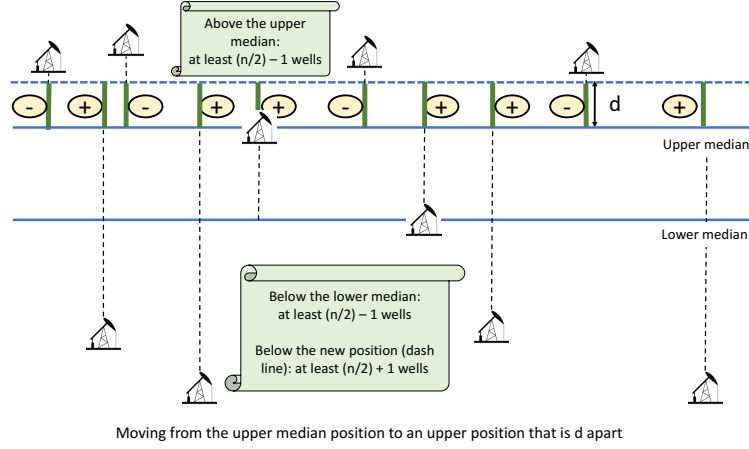 Above the upper
median:
at least (n/2) – 1 wells
- + - + + - + + - +
d
Upper median
Lower median
Below the lower median:
at least (n/2) – 1 wells
Below the new position (dash
line): at least (n/2) + 1 wells
Moving from the upper median position to an upper position that is d apart